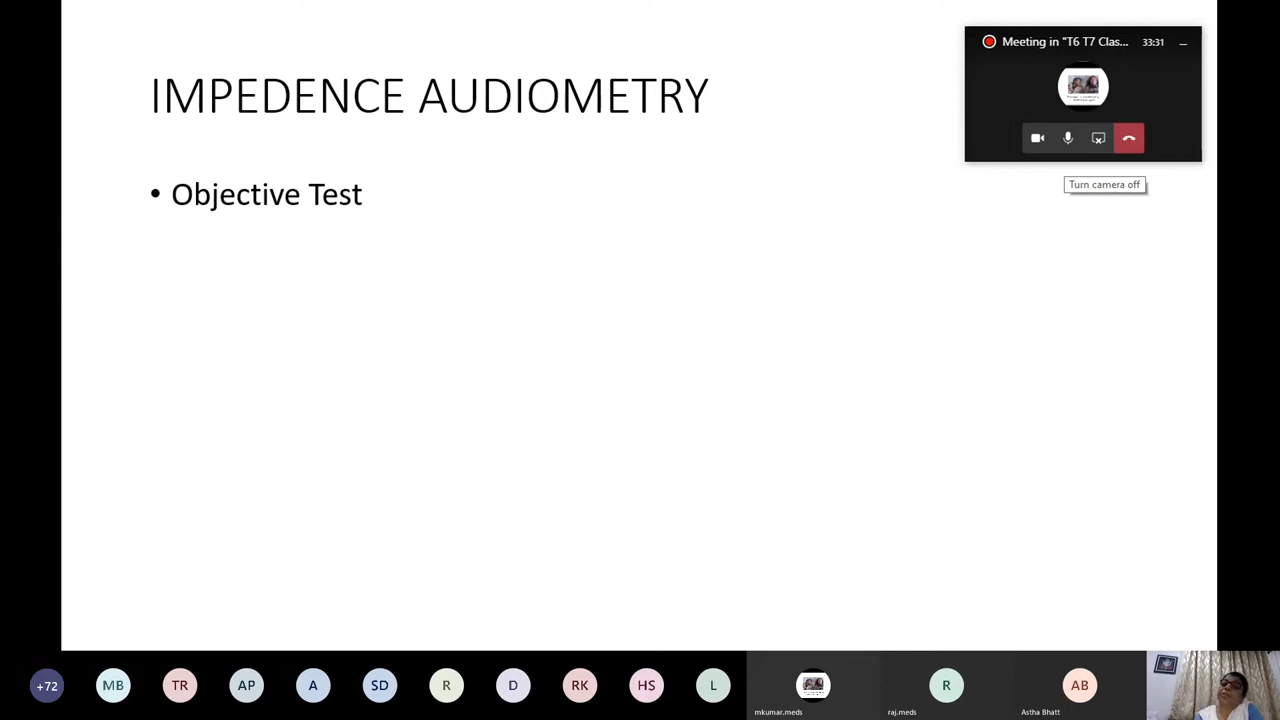 IMPEDENCE AUDIOMETRY
• Objective Test
Meeting in "T6 T7 Clas...
33:31
Turn camera off
+72
MB
TR
AP
A
SD
R
D
RK
HS
L
mkumar.meds
R
raj.meds
AB
Astha Bhatt